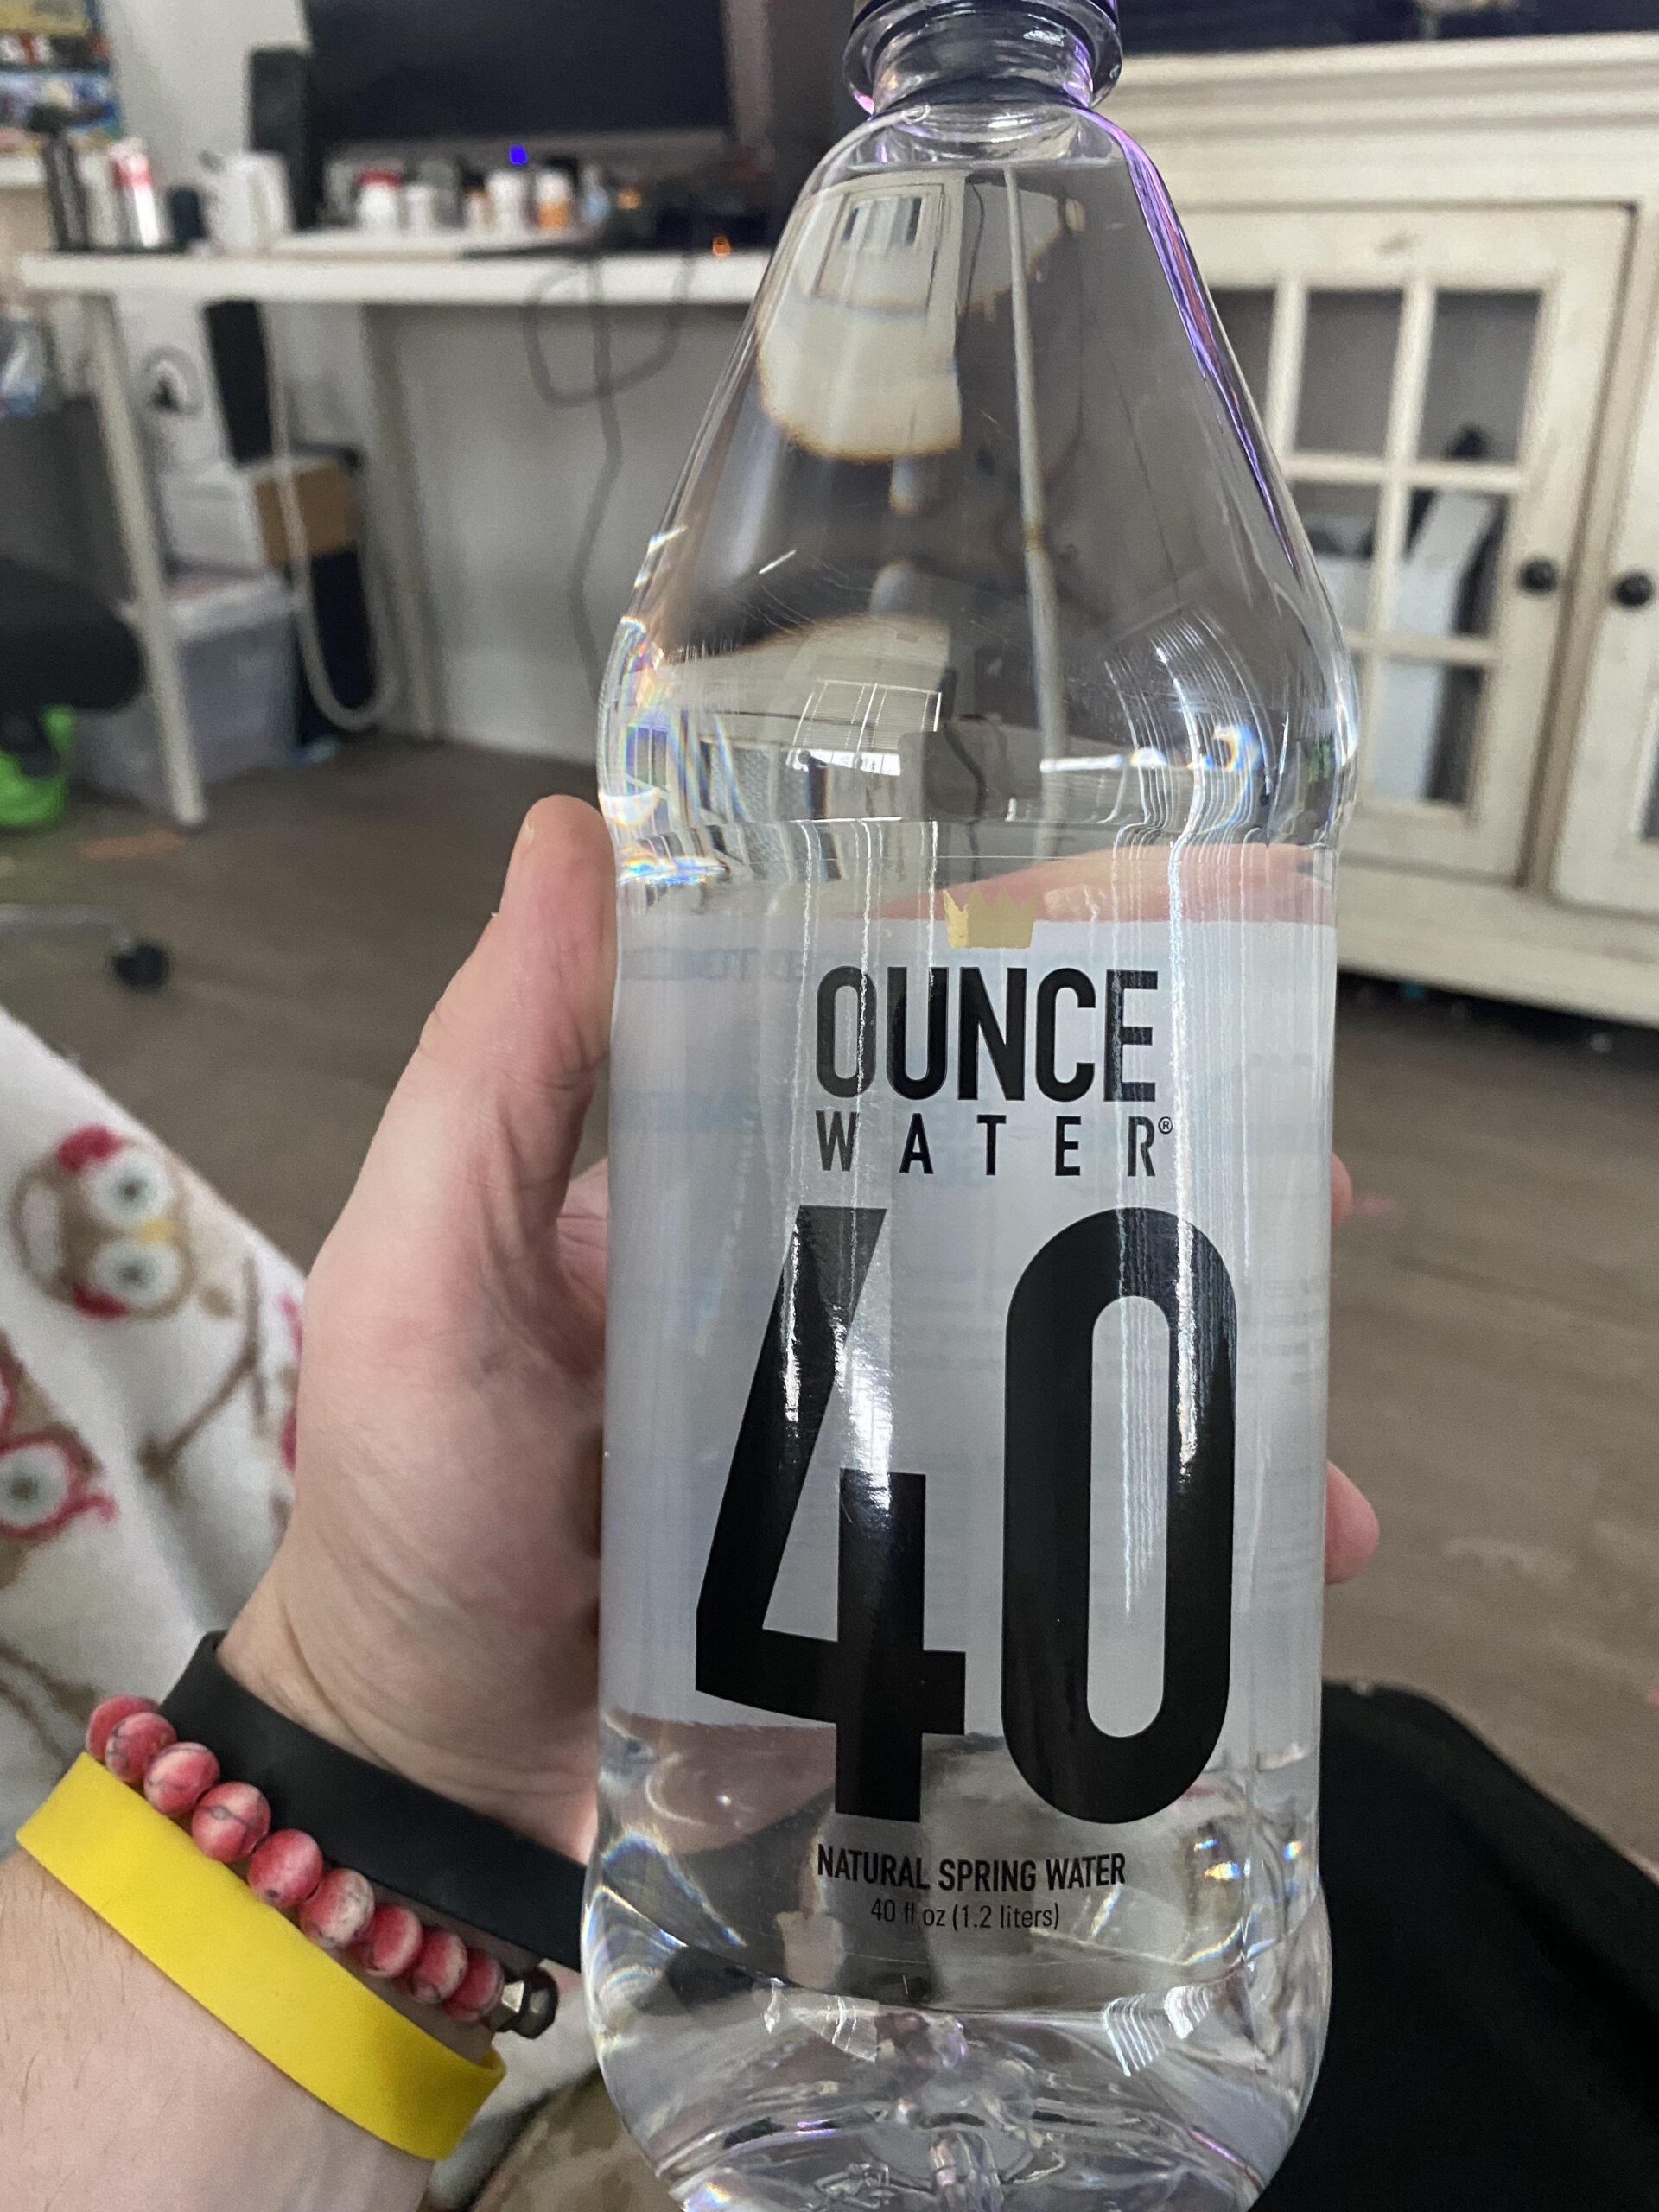 OUNCE
WATER®
40
NATURAL SPRING WATER
40 fl oz (1.2 liters)